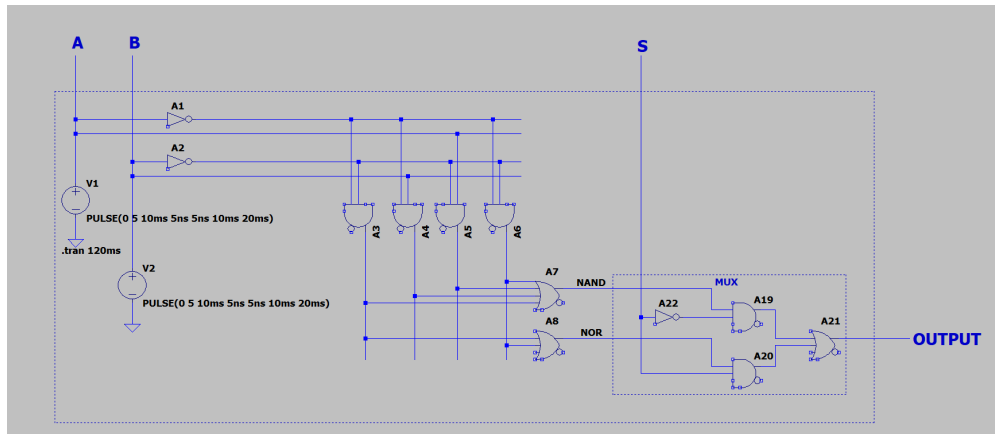 A B S
A1
A2
V1
PULSE(0 5 10ms 5ns 5ns 10ms 20ms)
.tran 120ms
A3 A4 A5 A6
V2
PULSE(0 5 10ms 5ns 5ns 10ms 20ms)
A7
NAND
MUX
A22
A19
A8
NOR
A21
OUTPUT
A20